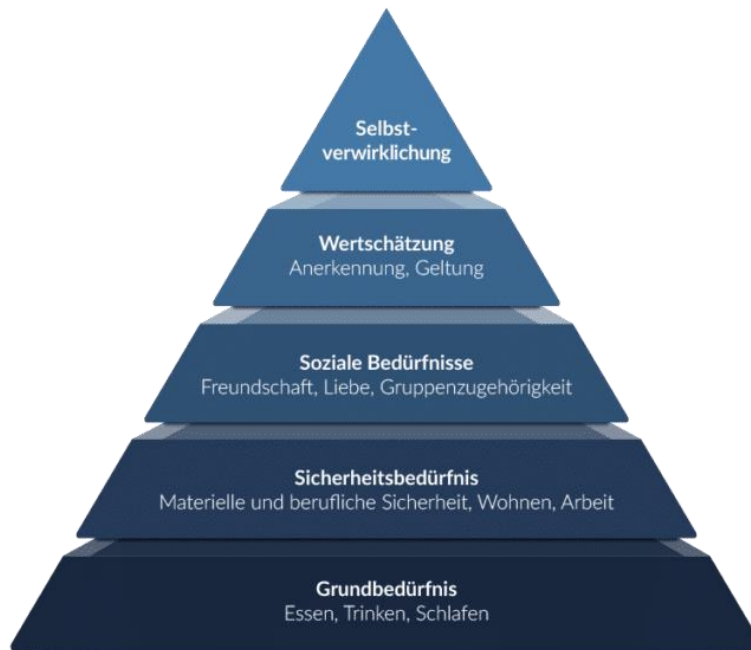 Selbst-
verwirklichung
Wertschätzung
Anerkennung, Geltung
Soziale Bedürfnisse
Freundschaft, Liebe, Gruppenzugehörigkeit
Sicherheitsbedürfnis
Materielle und berufliche Sicherheit, Wohnen, Arbeit
Grundbedürfnis
Essen, Trinken, Schlafen